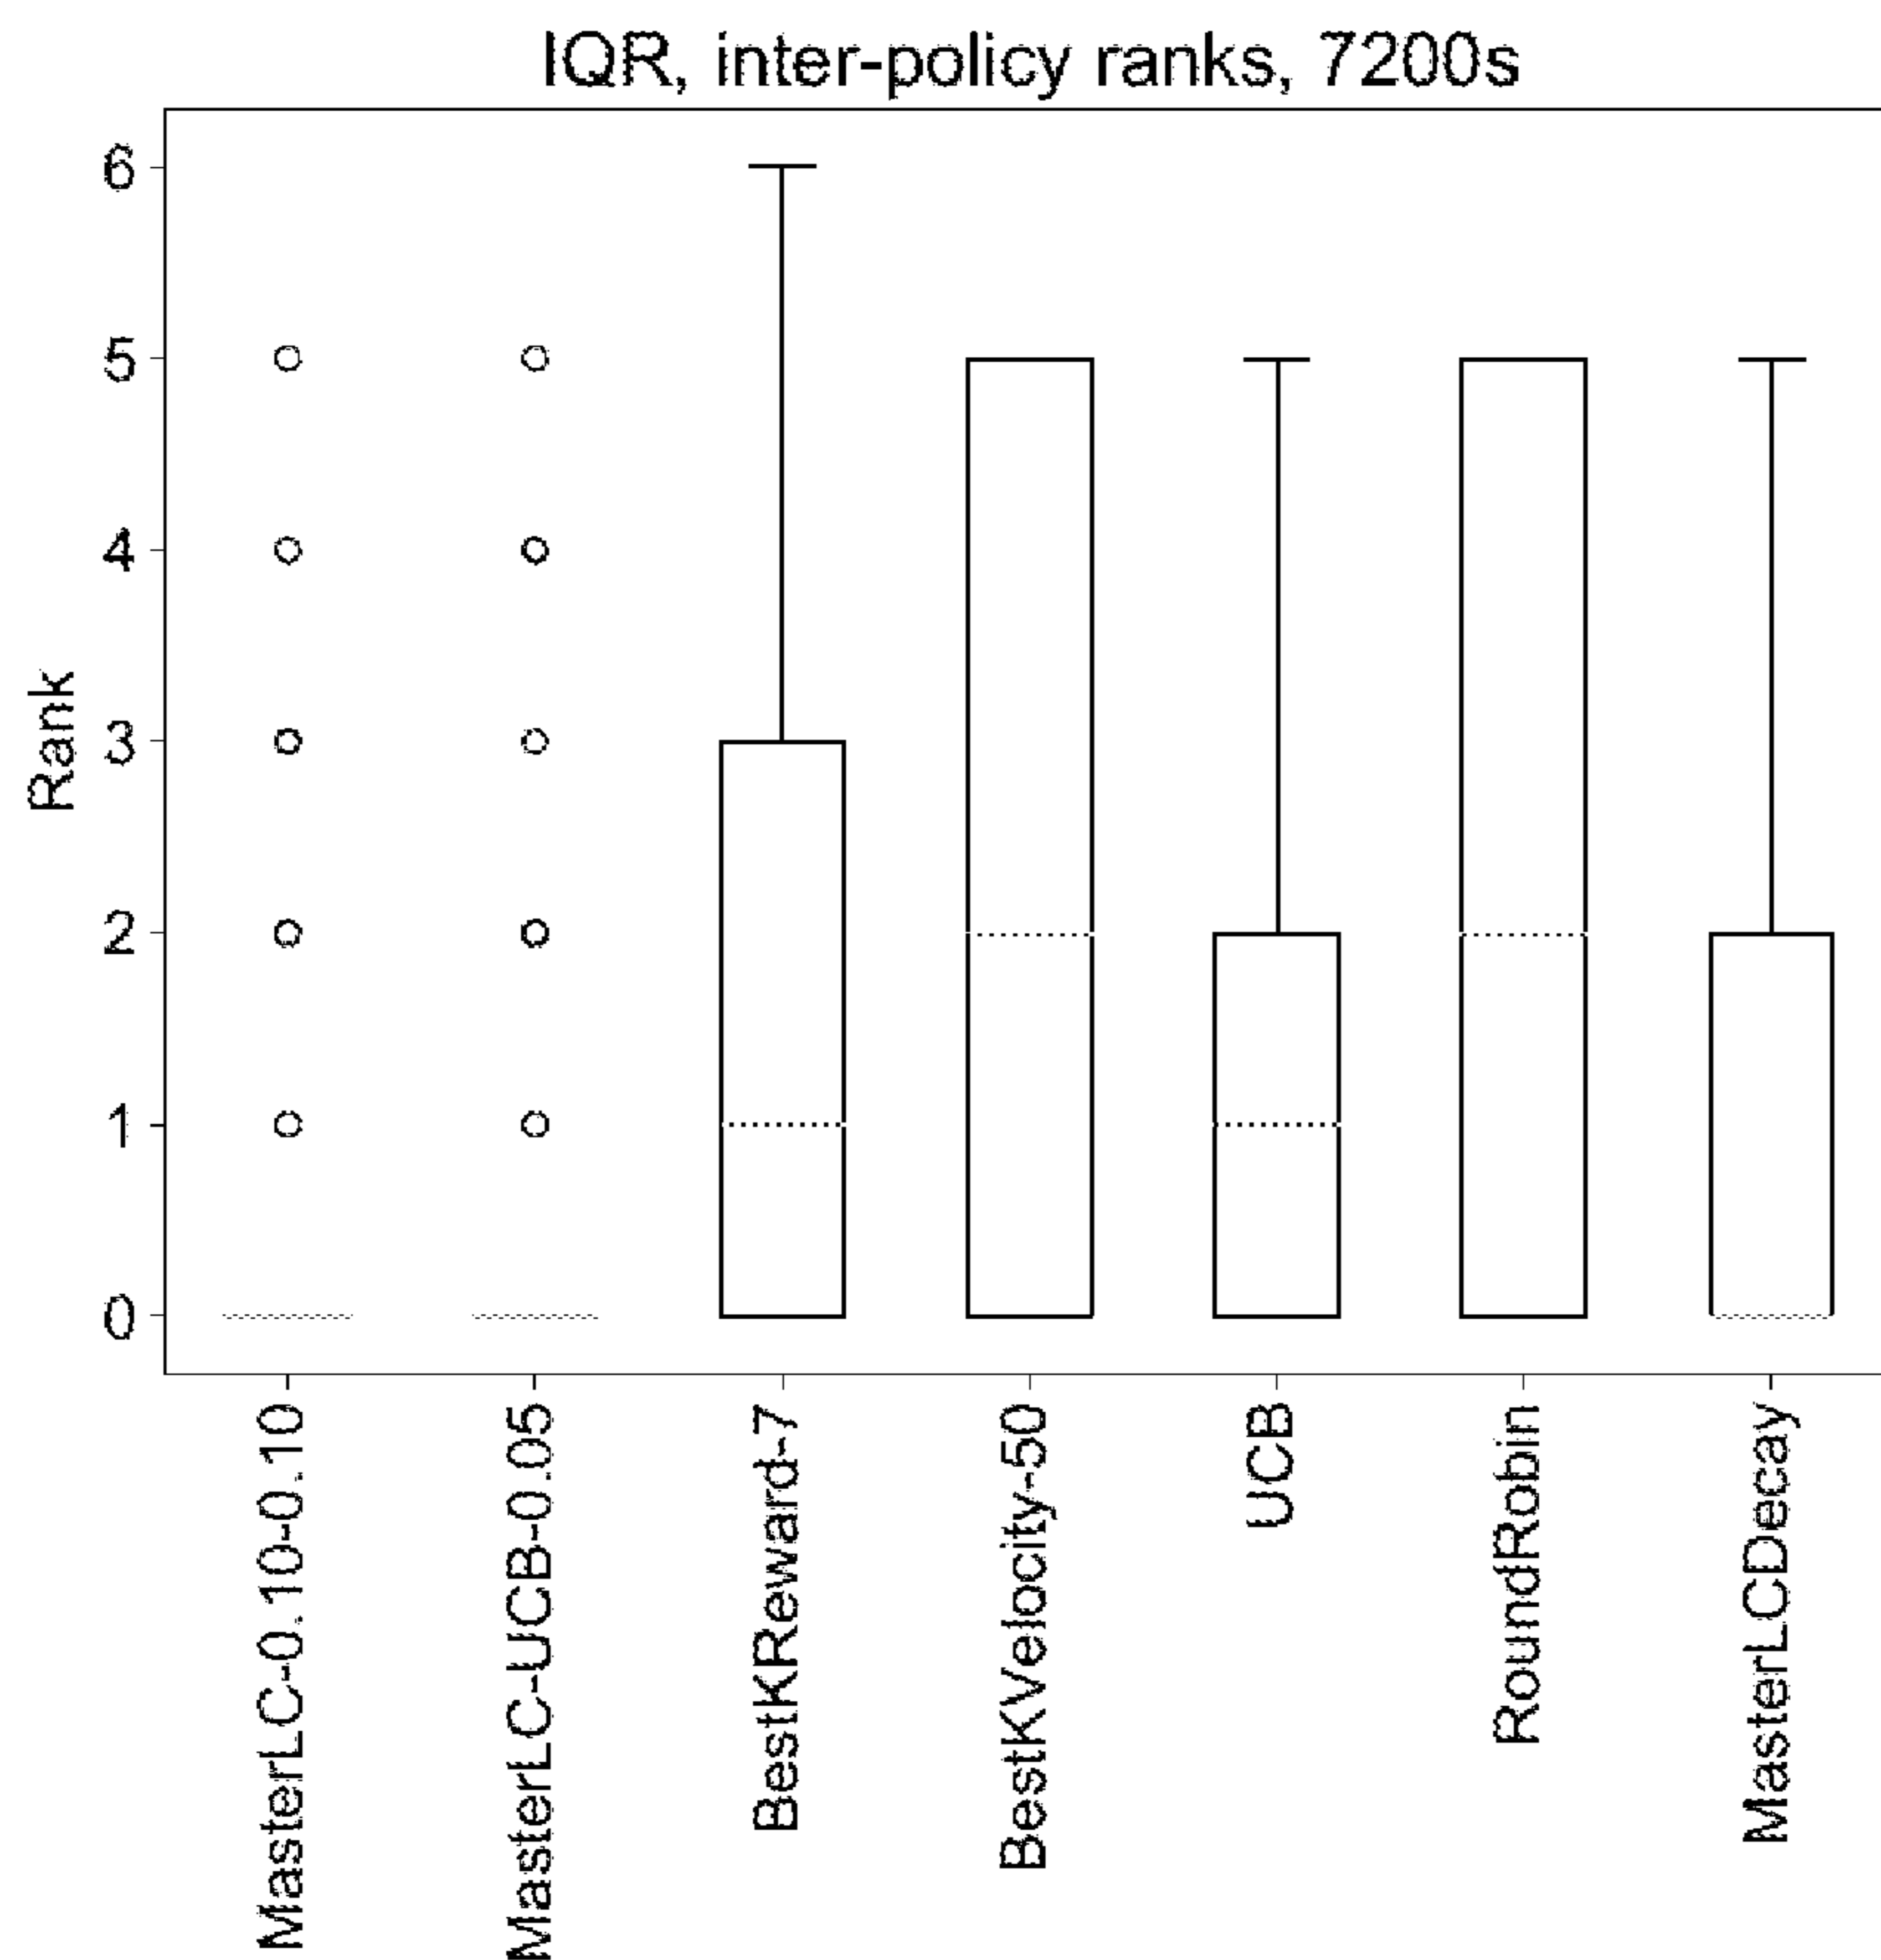 IQR, inter-policy ranks, 7200s
6
5
4
3
2
1
0
Rank
MasterLC-0.10-0.10
MasterLC-UCB-0.05
BestKReward-7
BestKVelocity-50
UCB
RoundRobin
MasterLCDecay